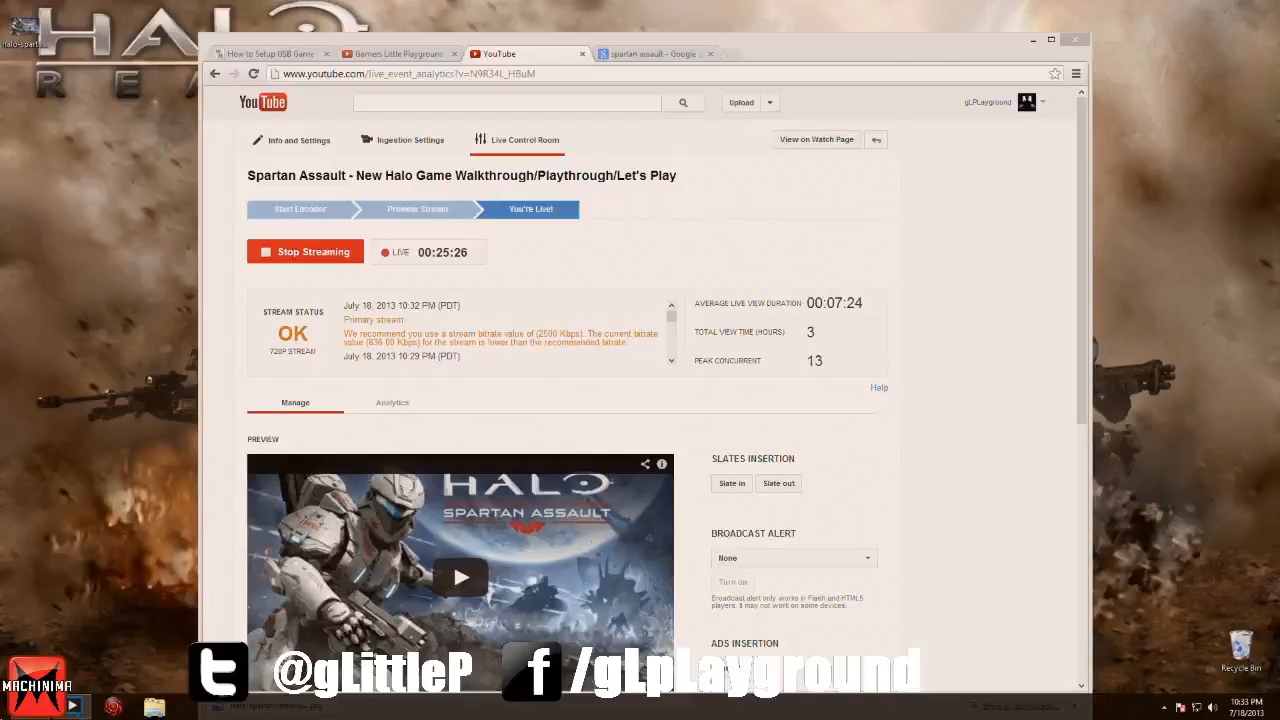 HALO
halo-sparta...
How to Setup USB Game
Gamers Little Playground
YouTube
spartan assault - Google
www.youtube.com/live_event_analytics?v=N9R34L_HBuM
YouTube
Upload
gLPLayground
Info and Settings
Ingestion Settings
Live Control Room
View on Watch Page
Spartan Assault - New Halo Game Walkthrough/Playthrough/Let's Play
Start Encoder
Preview Stream
You're Live!
Stop Streaming
LIVE 00:25:26
STREAM STATUS
OK
720P STREAM
July 18, 2013 10:32 PM (PDT)
Primary stream
We recommend you use a stream bitrate value of (2500 Kbps). The current bitrate
value (836.00 Kbps) for the stream is fewer than the recommended bitrate.
July 18, 2013 10:29 PM (PDT)
AVERAGE LIVE VIEW DURATION 00:07:24
TOTAL VIEW TIME (HOURS) 3
PEAK CONCURRENT 13
Help
Manage
Analytics
PREVIEW
HALO
SPARTAN ASSAULT
SLATES INSERTION
Slate in
Slate out
BROADCAST ALERT
None
Turn on
Broadcast alert only works in Flash and HTML5
players. It may not work on some devices.
ADS INSERTION
@gLittleP
/gLpLayground
MACHINIMA
halo-spartan-assaul....jpg
Recycle Bin
10:33 PM
7/18/2013